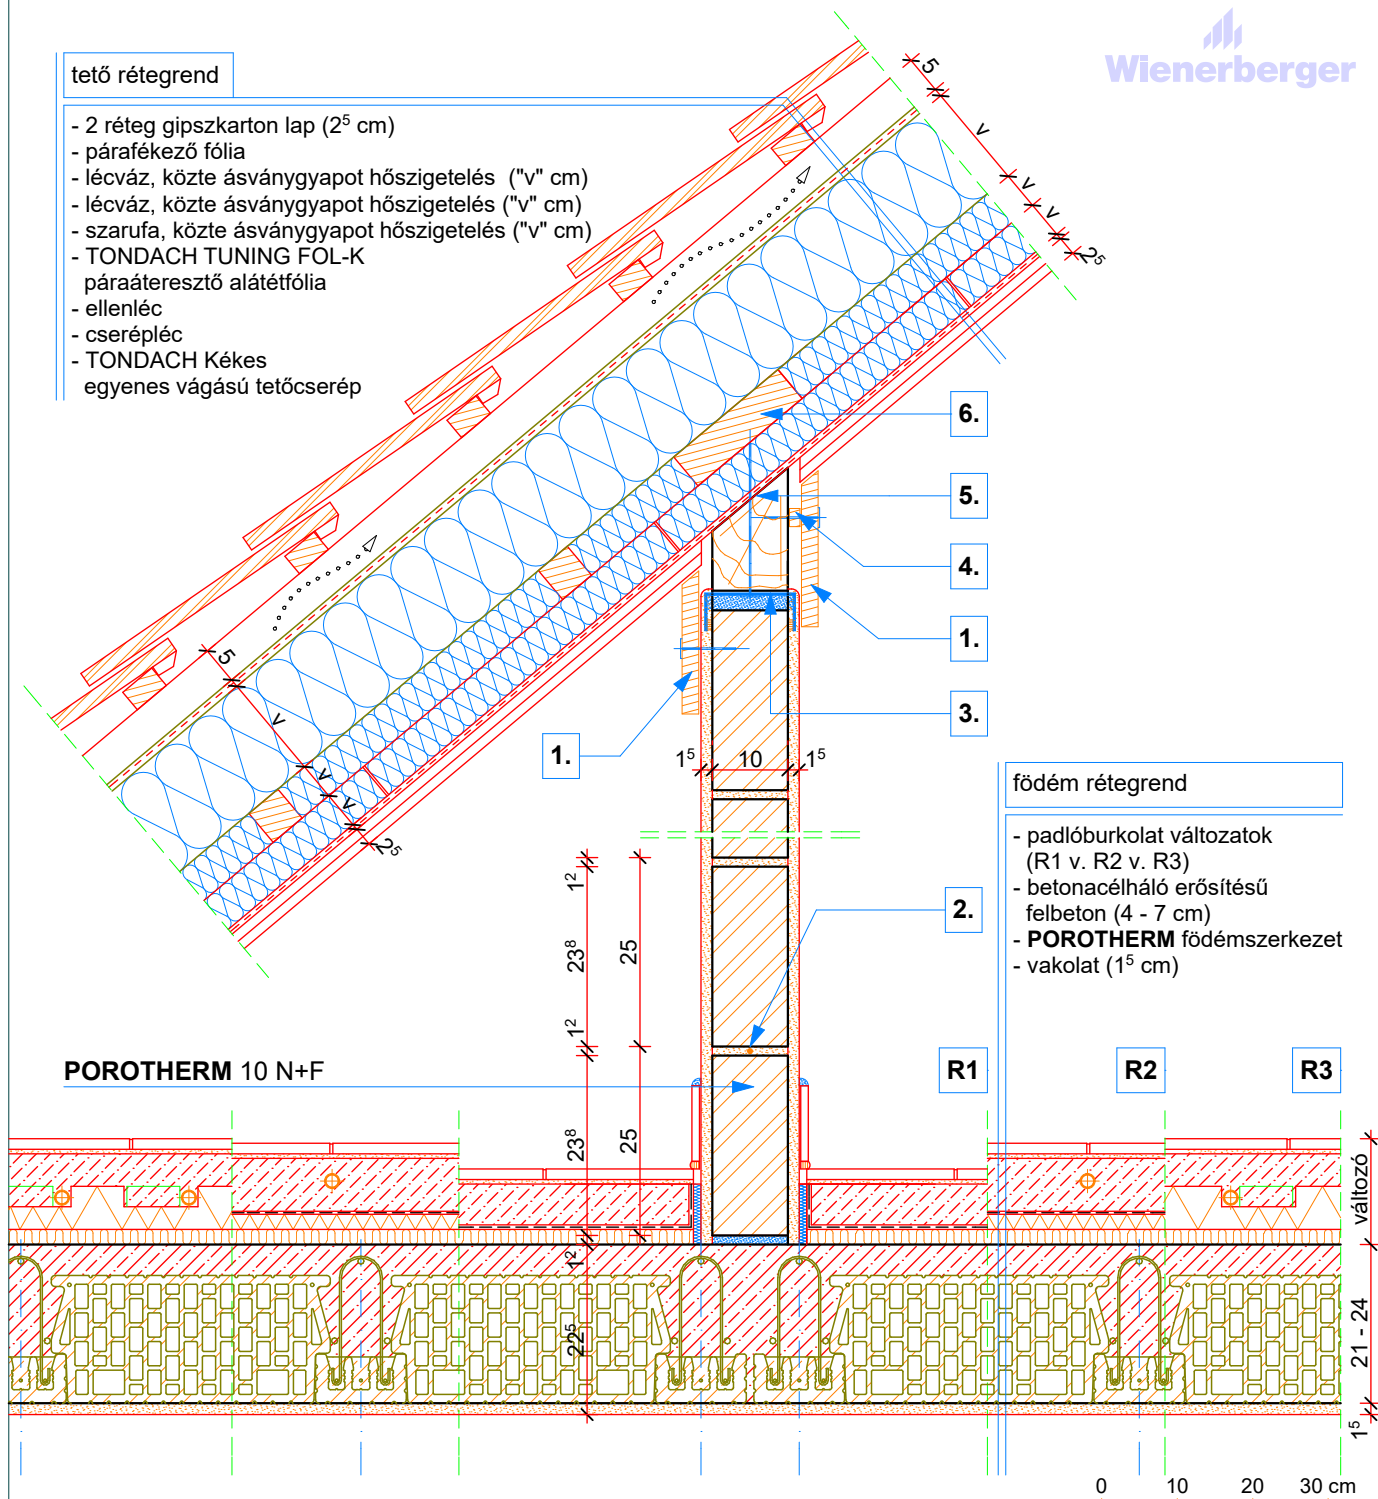 Wienerberger
tető rétegrend
- 2 réteg gipszkarton lap (2⁵ cm)
- párafékező fólia
- lécváz, közte ásványgyapot hőszigetelés ("v" cm)
- lécváz, közte ásványgyapot hőszigetelés ("v" cm)
- szarufa, közte ásványgyapot hőszigetelés ("v" cm)
- TONDACH TUNING FOL-K
páraáteresztő alátétfólia
- ellenléc
- cserépléc
- TONDACH Kékes
egyenes vágású tetőcserép
5
v
v
v
2⁵
6.
5.
4.
1.
3.
1.
5
v
v
v
2⁵
1⁵ 10 1⁵
födém rétegrend
- padlóburkolat változatok
(R1 v. R2 v. R3)
- betonacélháló erősítésű
felbeton (4 - 7 cm)
- POROTHERM födémszerkezet
- vakolat (1⁵ cm)
2.
1²
23⁸
25
1²
POROTHERM 10 N+F
R1
R2
R3
23⁸
25
1²
22⁵
változó
21 - 24
1⁵
0 10 20 30 cm